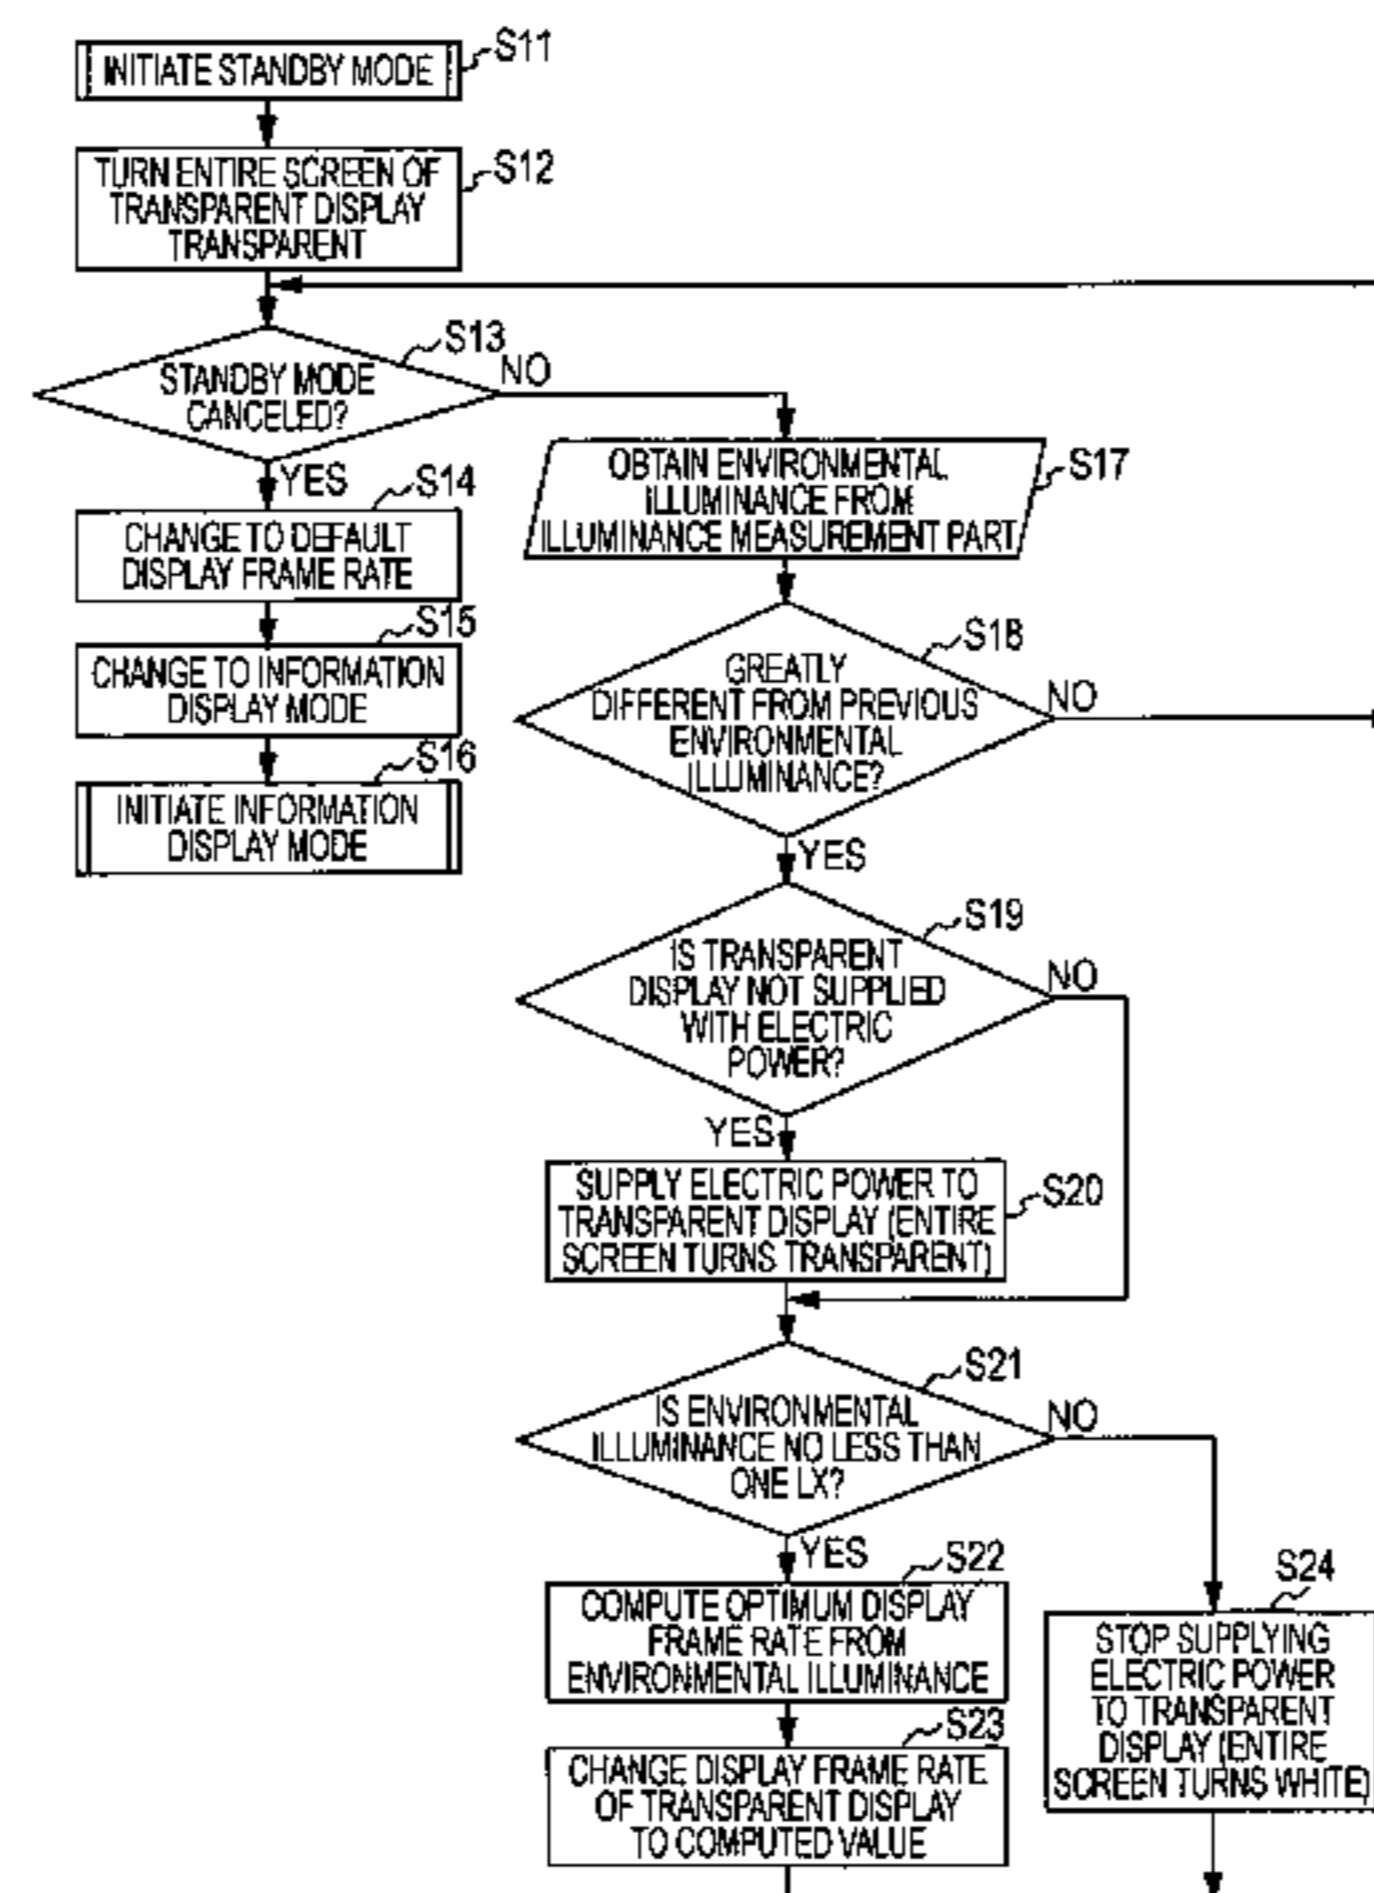 INITIATE STANDBY MODE
S11
TURN ENTIRE SCREEN OF
TRANSPARENT DISPLAY
TRANSPARENT
S12
S13
STANDBY MODE
CANCELED?
NO
YES
S14
CHANGE TO DEFAULT
DISPLAY FRAME RATE
S15
CHANGE TO INFORMATION
DISPLAY MODE
S16
INITIATE INFORMATION
DISPLAY MODE
OBTAIN ENVIRONMENTAL
ILLUMINANCE FROM
ILLUMINANCE MEASUREMENT PART
S17
S18
GREATLY
DIFFERENT FROM PREVIOUS
ENVIRONMENTAL
ILLUMINANCE?
NO
YES
S19
IS TRANSPARENT
DISPLAY NOT SUPPLIED
WITH ELECTRIC
POWER?
NO
YES
SUPPLY ELECTRIC POWER TO
TRANSPARENT DISPLAY (ENTIRE
SCREEN TURNS TRANSPARENT)
S20
S21
IS ENVIRONMENTAL
ILLUMINANCE NO LESS THAN
ONE LX?
NO
YES
S22
COMPUTE OPTIMUM DISPLAY
FRAME RATE FROM
ENVIRONMENTAL ILLUMINANCE
S23
CHANGE DISPLAY FRAME RATE
OF TRANSPARENT DISPLAY
TO COMPUTED VALUE
S24
STOP SUPPLYING
ELECTRIC POWER
TO TRANSPARENT
DISPLAY (ENTIRE
SCREEN TURNS WHITE)